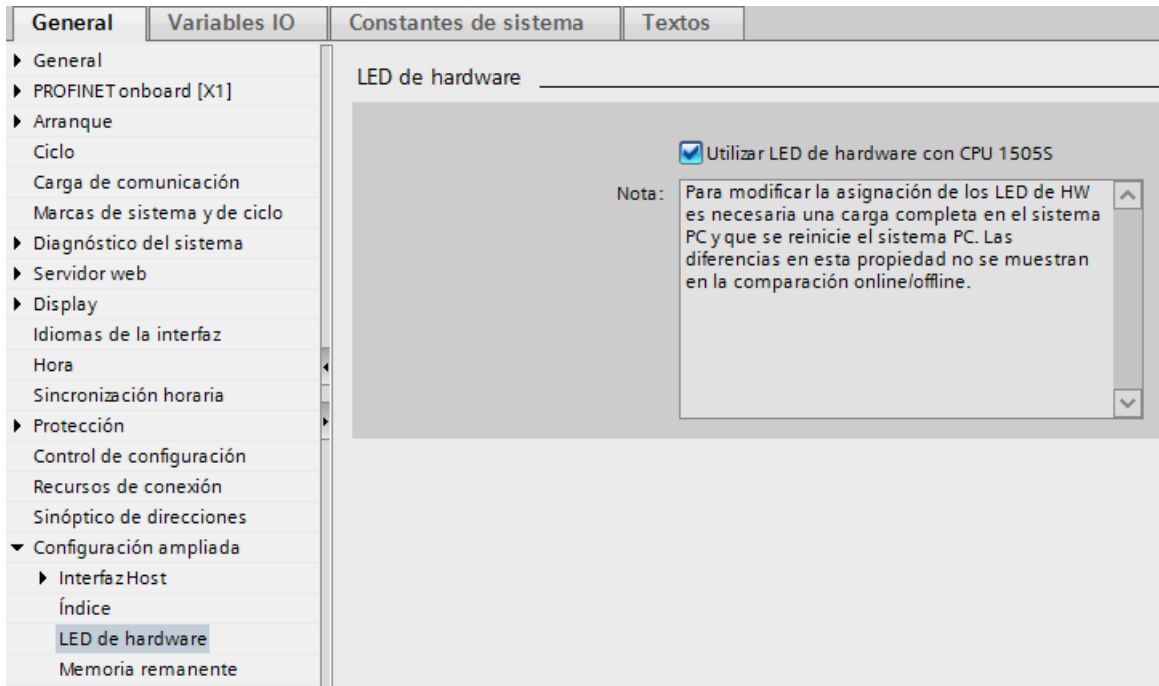 General
Variables IO
Constantes de sistema
Textos
General
PROFINET onboard [X1]
Arranque
Ciclo
Carga de comunicación
Marcas de sistema y de ciclo
Diagnóstico del sistema
Servidor web
Display
Idiomas de la interfaz
Hora
Sincronización horaria
Protección
Control de configuración
Recursos de conexión
Sinóptico de direcciones
Configuración ampliada
Interfaz Host
Índice
LED de hardware
Memoria remanente
LED de hardware
Utilizar LED de hardware con CPU 1505S
Nota:
Para modificar la asignación de los LED de HW
es necesaria una carga completa en el sistema
PC y que se reinicie el sistema PC. Las
diferencias en esta propiedad no se muestran
en la comparación online/offline.